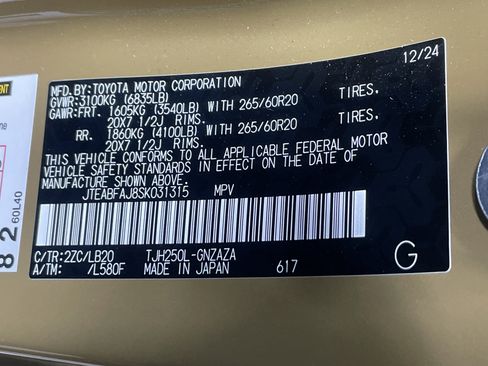 12/24
MFD.BY:TOYOTA MOTOR CORPORATION
GVWR:3100KG (6835LB)
GAWR:FRT. 1605KG (3540LB) WITH 265/60R20 TIRES.
20X7 1/2J RIMS.
RR. 1860KG (4100LB) WITH 265/60R20 TIRES.
20X7 1/2J RIMS.
THIS VEHICLE CONFORMS TO ALL APPLICABLE FEDERAL MOTOR
VEHICLE SAFETY STANDARDS IN EFFECT ON THE DATE OF
MANUFACTURE SHOWN ABOVE.
JTEABFAJ8SK031315 MPV
C/TR:2ZC/LB20 TJH250L-GNZAZA
A/TM: /L580F MADE IN JAPAN 617
G
82
60L40